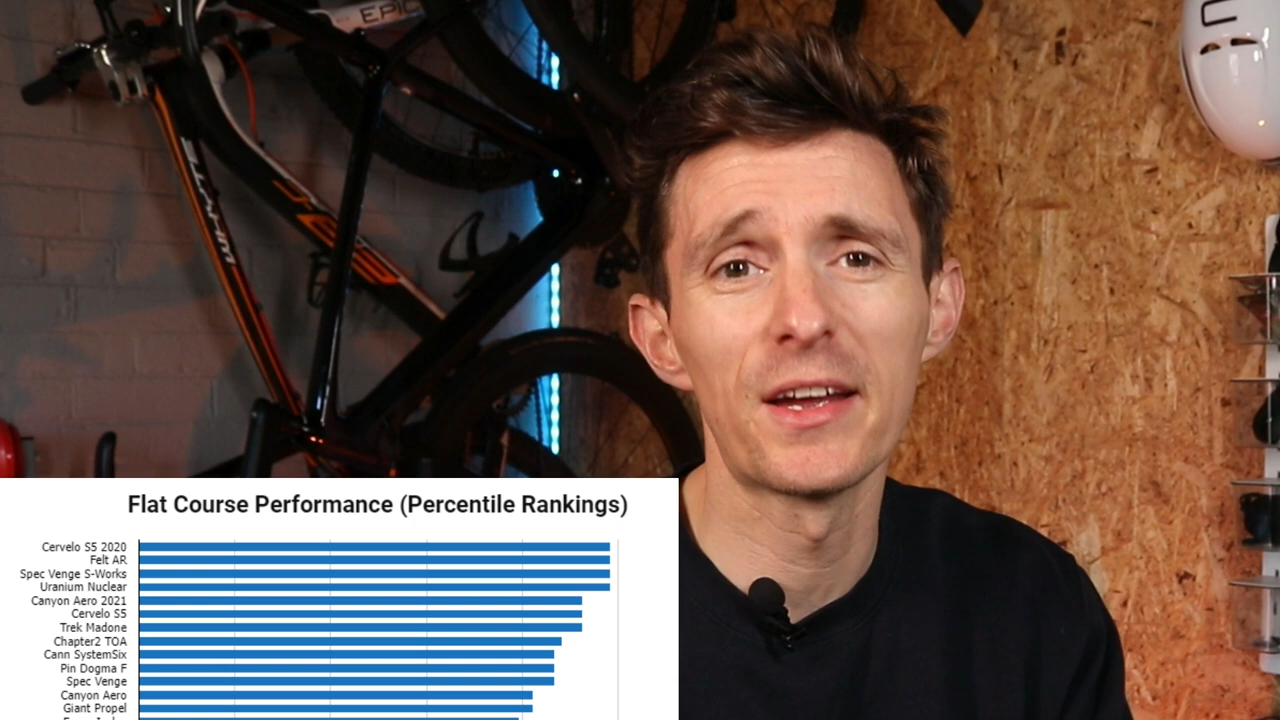 EPIC
Flat Course Performance (Percentile Rankings)
Cervelo S5 2020
Felt AR
Spec Venge S-Works
Uranium Nuclear
Canyon Aero 2021
Cervelo S5
Trek Madone
Chapter2 TOA
Cann SystemSix
Pin Dogma F
Spec Venge
Canyon Aero
Giant Propel